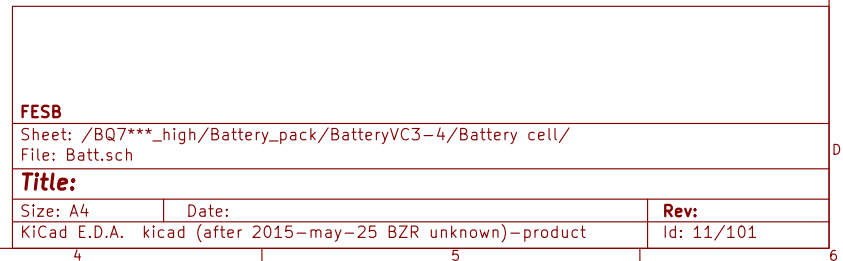 FESB
Sheet: /BQ7***_high/Battery_pack/BatteryVC3-4/Battery cell/
File: Batt.sch
D
Title:
Size: A4 Date: Rev:
KiCad E.D.A. kicad (after 2015-may-25 BZR unknown)-product Id: 11/101
4 5 6